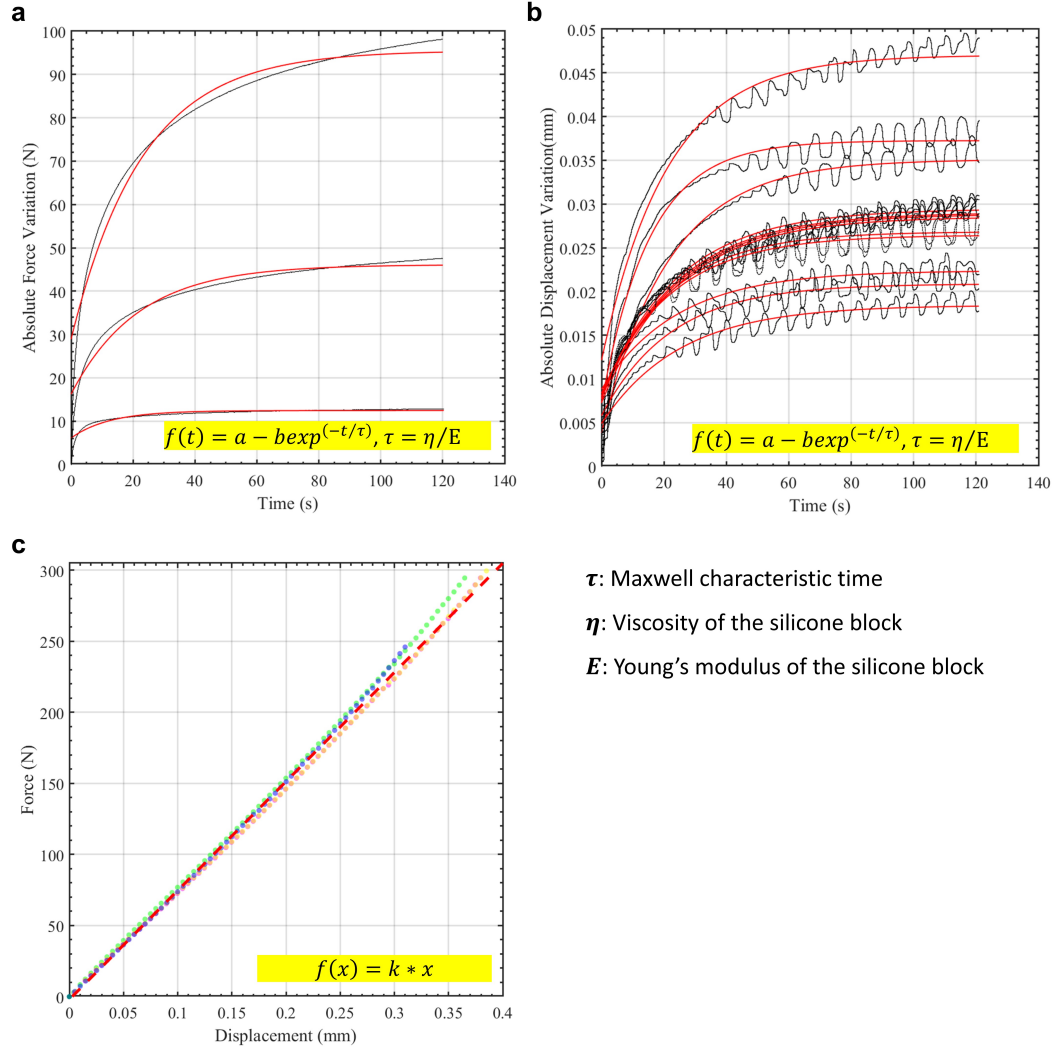 a
100
90
80
70
60
50
40
30
20
10
0
0 20 40 60 80 100 120 140
Absolute Force Variation (N)
Time (s)
f(t) = a − bexp^(−t/τ), τ = η/E
b
0.05
0.045
0.04
0.035
0.03
0.025
0.02
0.015
0.01
0.005
0
0 20 40 60 80 100 120 140
Absolute Displacement Variation(mm)
Time (s)
f(t) = a − bexp^(−t/τ), τ = η/E
c
300
250
200
150
100
50
0
0 0.05 0.1 0.15 0.2 0.25 0.3 0.35 0.4
Force (N)
Displacement (mm)
f(x) = k ∗ x
τ: Maxwell characteristic time
η: Viscosity of the silicone block
E: Young’s modulus of the silicone block